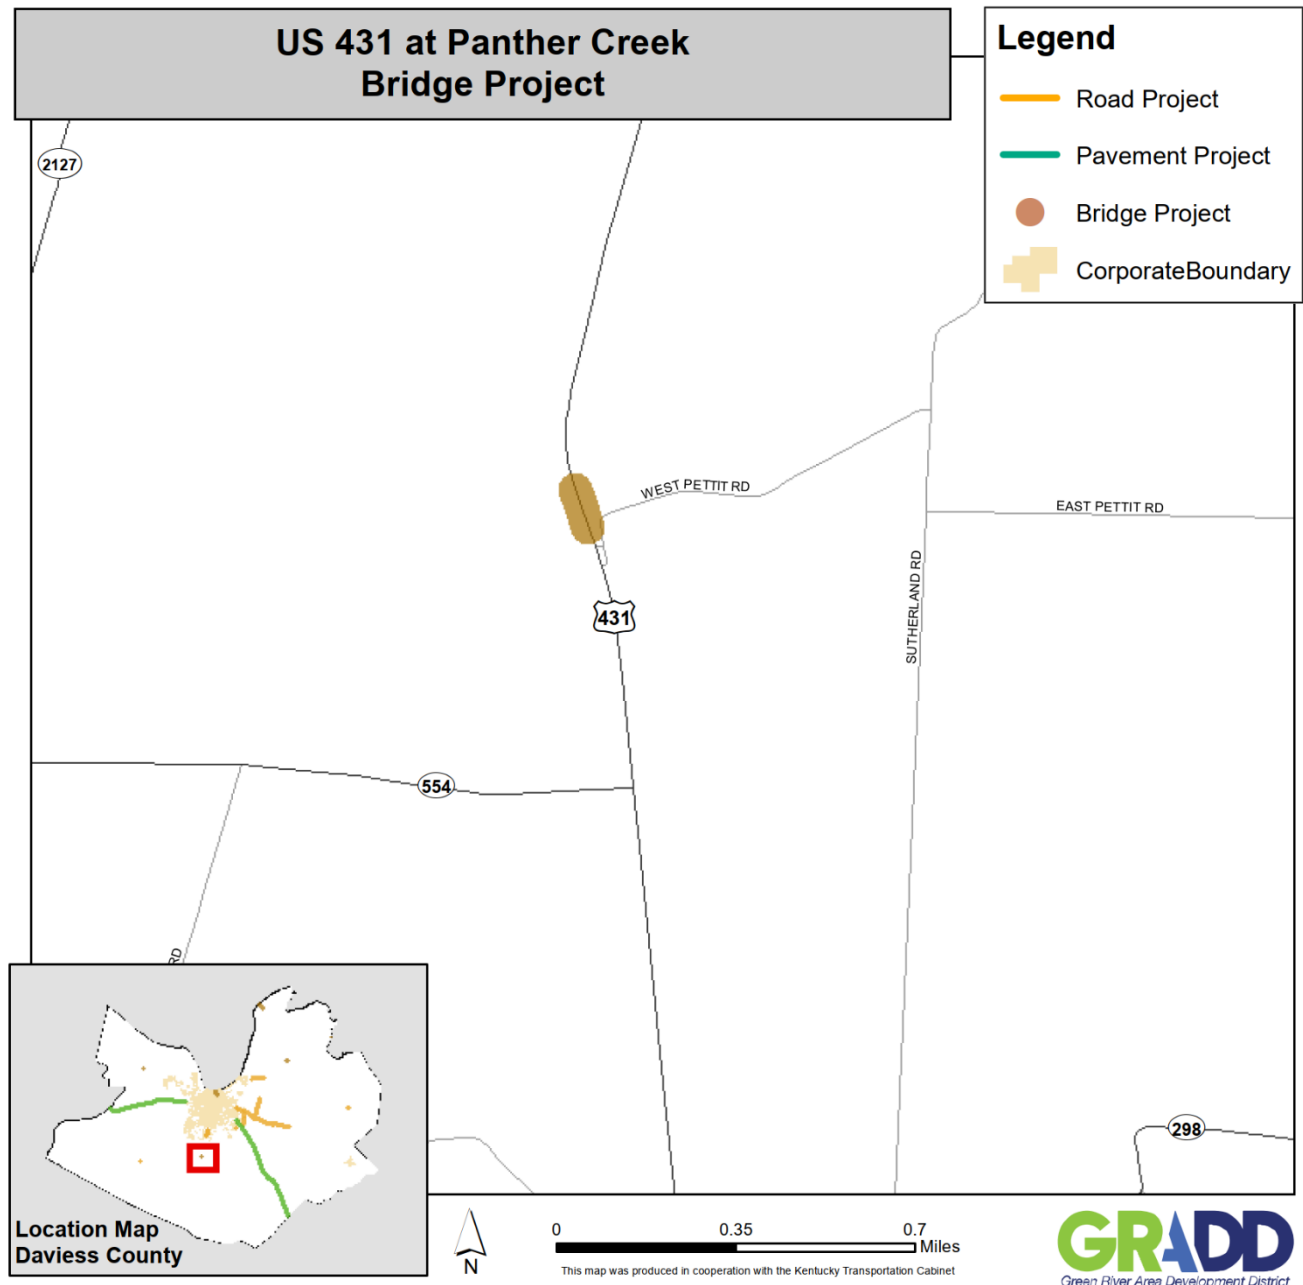 US 431 at Panther Creek
Bridge Project
Legend
Road Project
Pavement Project
Bridge Project
CorporateBoundary
2127
WEST PETTIT RD
EAST PETTIT RD
SUTHERLAND RD
431
554
RD
298
Location Map
Daviess County
N
0 0.35 0.7
Miles
This map was produced in cooperation with the Kentucky Transportation Cabinet
GRADD
Green River Area Development District